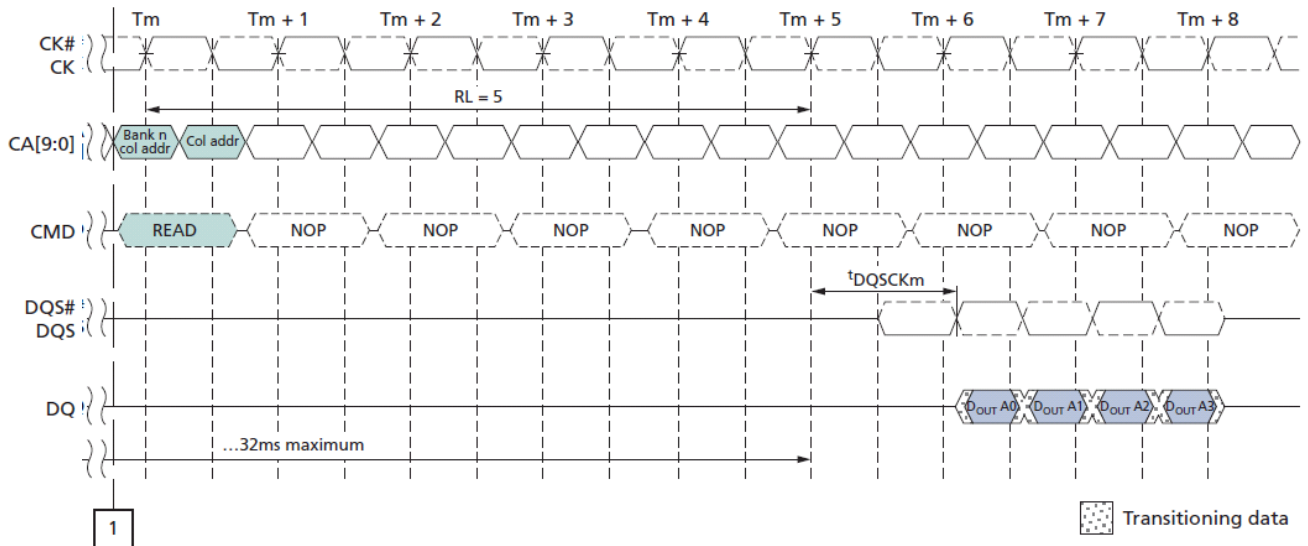 Tm Tm + 1 Tm + 2 Tm + 3 Tm + 4 Tm + 5 Tm + 6 Tm + 7 Tm + 8
CK#
CK
RL = 5
CA[9:0] Bank n
col addr Col addr
CMD READ NOP NOP NOP NOP NOP NOP NOP NOP
tDQSCKm
DQS#
DQS
DQ DOUT A0 DOUT A1 DOUT A2 DOUT A3
...32ms maximum
1
Transitioning data